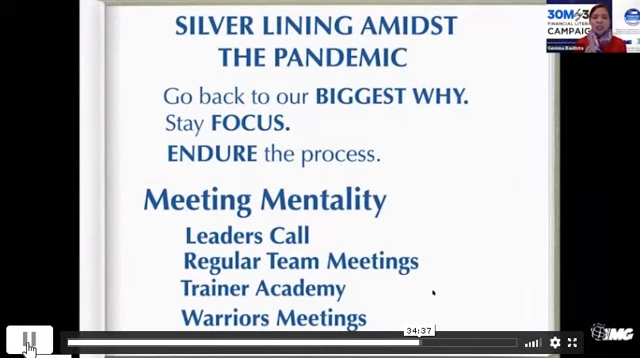 SILVER LINING AMIDST
THE PANDEMIC
Go back to our BIGGEST WHY.
Stay FOCUS.
ENDURE the process.
Meeting Mentality
Leaders Call
Regular Team Meetings
Trainer Academy
Warriors Meetings
30M
FINANCIAL
CAMPAIGN
34:37
IMG